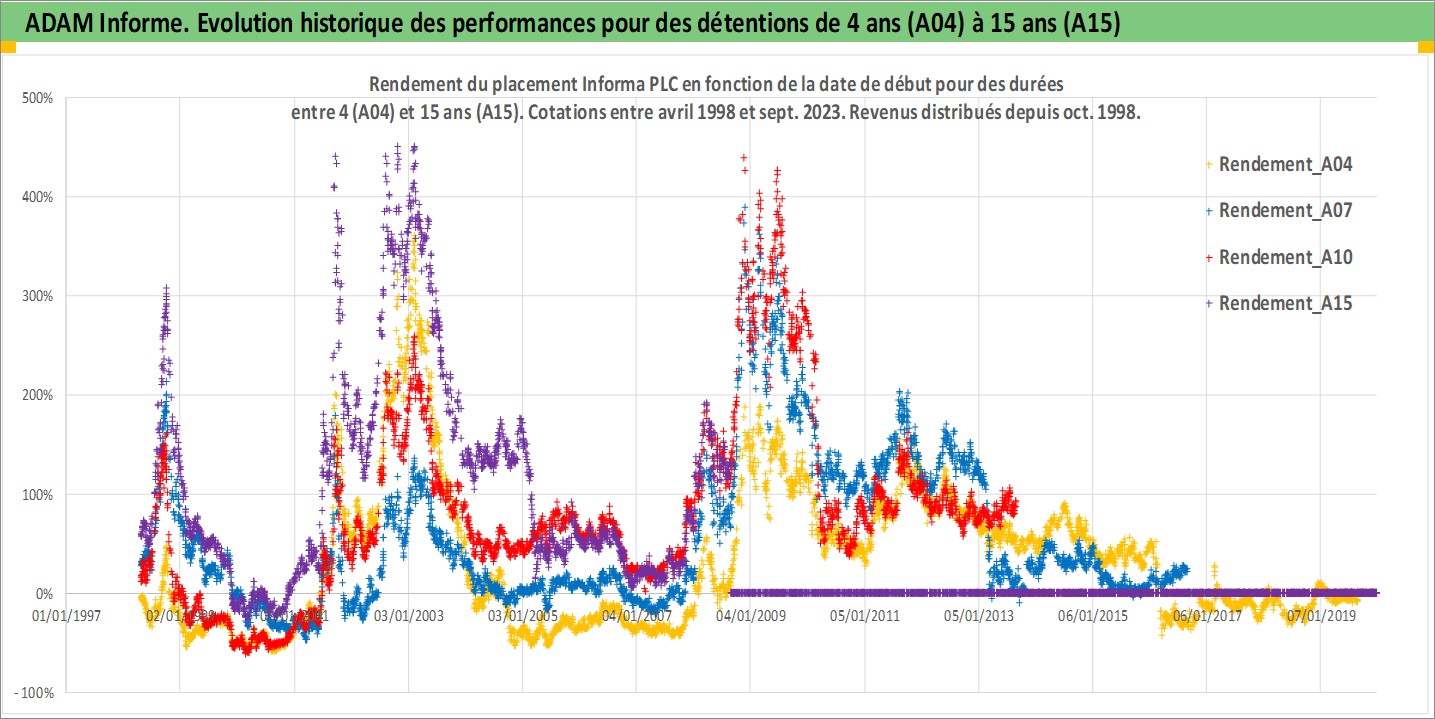 ADAM Informe. Evolution historique des performances pour des détentions de 4 ans (A04) à 15 ans (A15)
Rendement du placement Informa PLC en fonction de la date de début pour des durées
entre 4 (A04) et 15 ans (A15). Cotations entre avril 1998 et sept. 2023. Revenus distribués depuis oct. 1998.
500%
400%
300%
200%
100%
0%
-100%
Rendement_A04
Rendement_A07
Rendement_A10
Rendement_A15
01/01/1997
03/01/2003
03/01/2005
04/01/2007
04/01/2009
05/01/2011
05/01/2013
06/01/2015
06/01/2017
07/01/2019